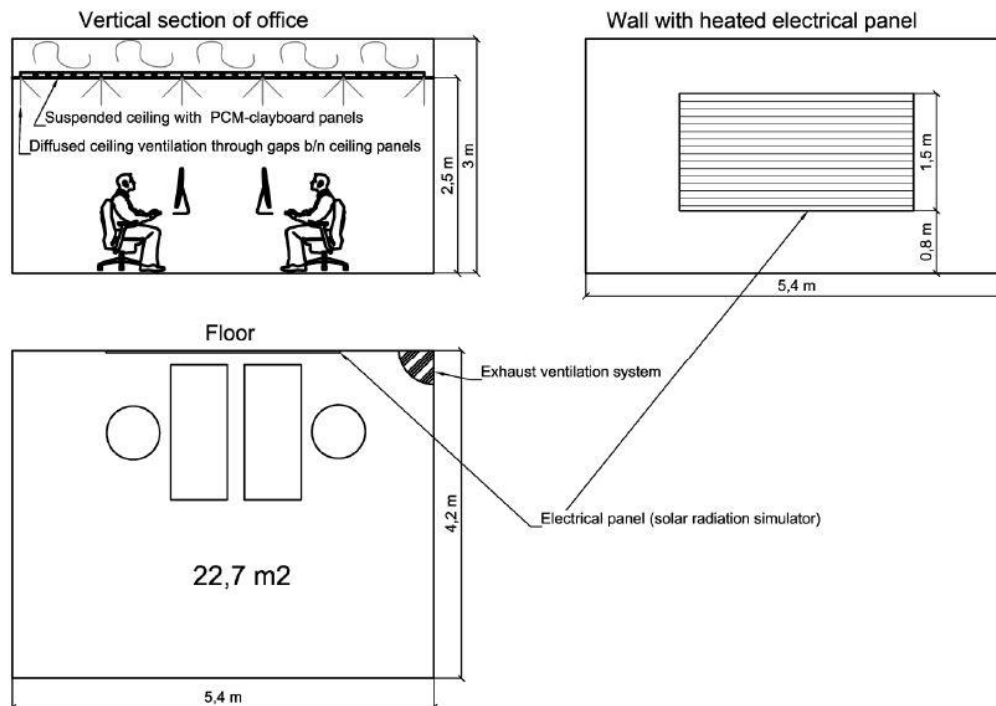 Vertical section of office
Suspended ceiling with PCM-clayboard panels
Diffused ceiling ventilation through gaps b/n ceiling panels
2,5 m
3 m
Wall with heated electrical panel
1,5 m
0,8 m
5,4 m
Floor
Exhaust ventilation system
Electrical panel (solar radiation simulator)
4,2 m
22,7 m2
5,4 m